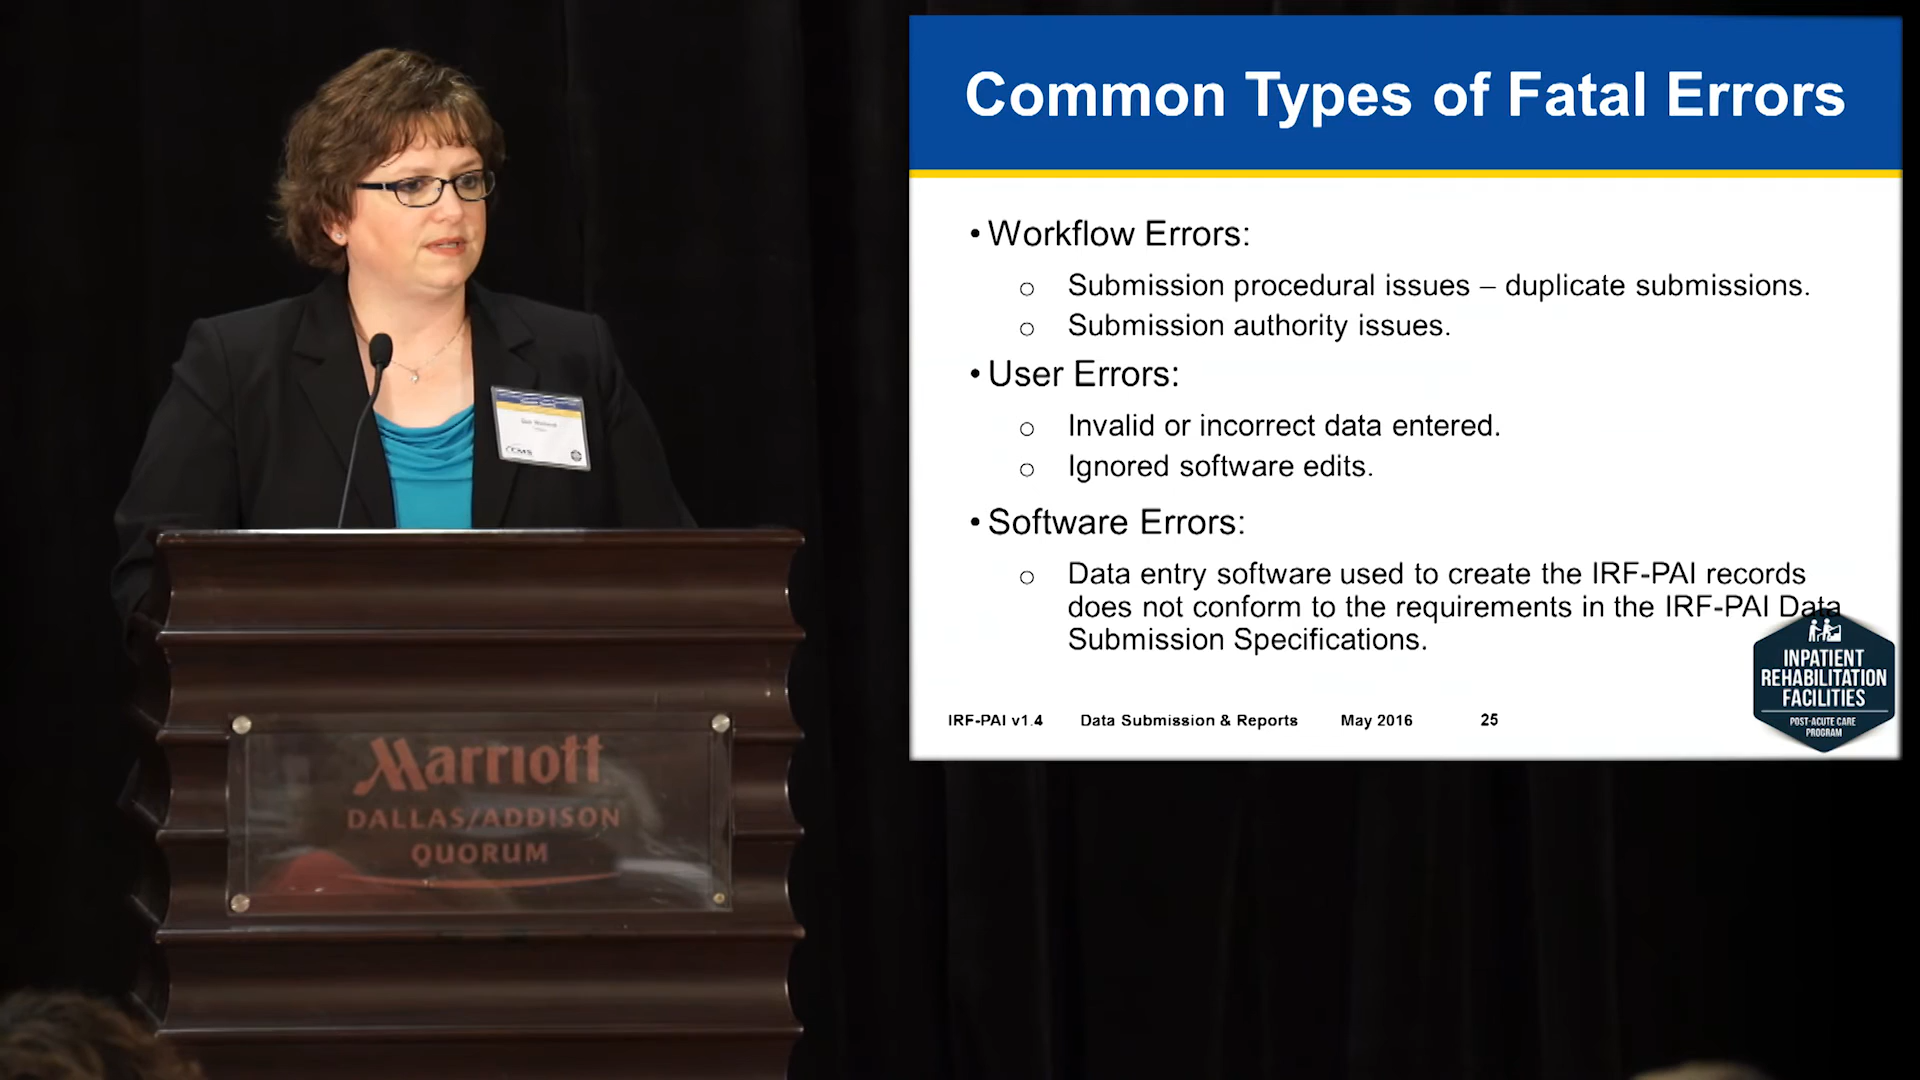 Common Types of Fatal Errors
• Workflow Errors:
o Submission procedural issues – duplicate submissions.
o Submission authority issues.
• User Errors:
o Invalid or incorrect data entered.
o Ignored software edits.
• Software Errors:
o Data entry software used to create the IRF-PAI records
does not conform to the requirements in the IRF-PAI Data
Submission Specifications.
IRF-PAI v1.4 Data Submission & Reports May 2016 25
INPATIENT
REHABILITATION
FACILITIES
POST-ACUTE CARE
PROGRAM
CMS
Marriott
DALLAS/ADDISON
QUORUM